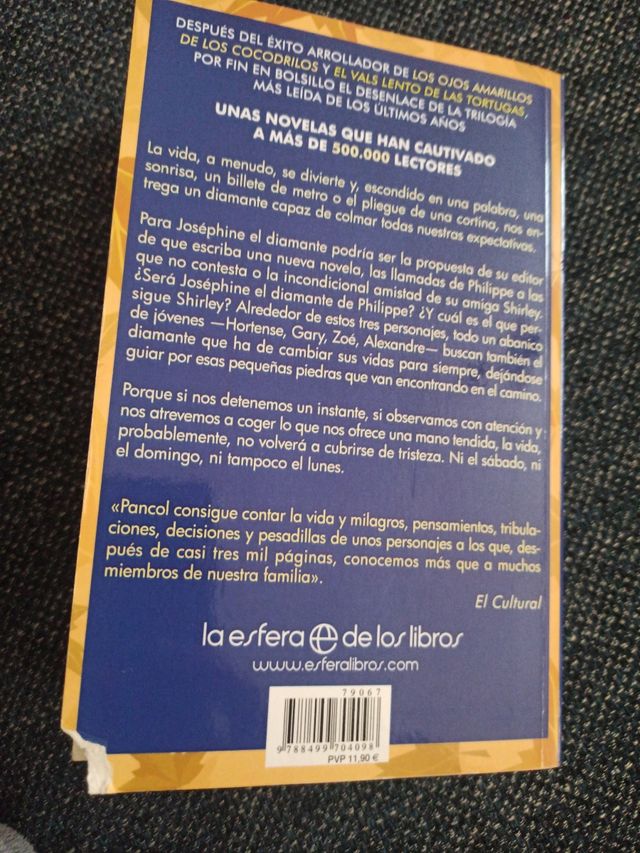 DESPUÉS DEL ÉXITO ARROLLADOR DE LOS OJOS AMARILLOS
DE LOS COCODRILOS Y EL VALS LENTO DE LAS TORTUGAS,
POR FIN EN BOLSILLO EL DESENLACE DE LA TRILOGÍA
MÁS LEÍDA DE LOS ÚLTIMOS AÑOS
UNAS NOVELAS QUE HAN CAUTIVADO
A MÁS DE 500.000 LECTORES
La vida, a menudo, se divierte y, escondido en una palabra, una
sonrisa, un billete de metro o el pliegue de una cortina, nos en-
trega un diamante capaz de colmar todas nuestras expectativas.
Para Joséphine el diamante podría ser la propuesta de su editor
de que escriba una nueva novela, las llamadas de Philippe a las
que no contesta o la incondicional amistad de su amiga Shirley.
¿Será Joséphine el diamante de Philippe? ¿Y cuál es el que per-
sigue Shirley? Alrededor de estos tres personajes, todo un abanico
de jóvenes —Hortense, Gary, Zoé, Alexandre— buscan también el
diamante que ha de cambiar sus vidas para siempre, dejándose
guiar por esas pequeñas piedras que van encontrando en el camino.
Porque si nos detenemos un instante, si observamos con atención y
nos atrevemos a coger lo que nos ofrece una mano tendida, la vida,
probablemente, no volverá a cubrirse de tristeza. Ni el sábado, ni
el domingo, ni tampoco el lunes.
«Pancol consigue contar la vida y milagros, pensamientos, tribula-
ciones, decisiones y pesadillas de unos personajes a los que, des-
pués de casi tres mil páginas, conocemos más que a muchos
miembros de nuestra familia».
El Cultural
la esfera de los libros
www.esferalibros.com
79067
9 788499 704098
PVP 11,90 €